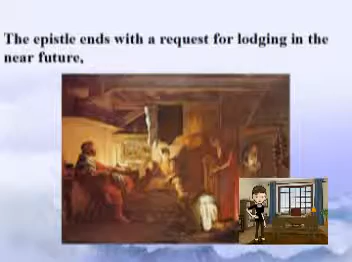 The epistle ends with a request for lodging in the
near future,